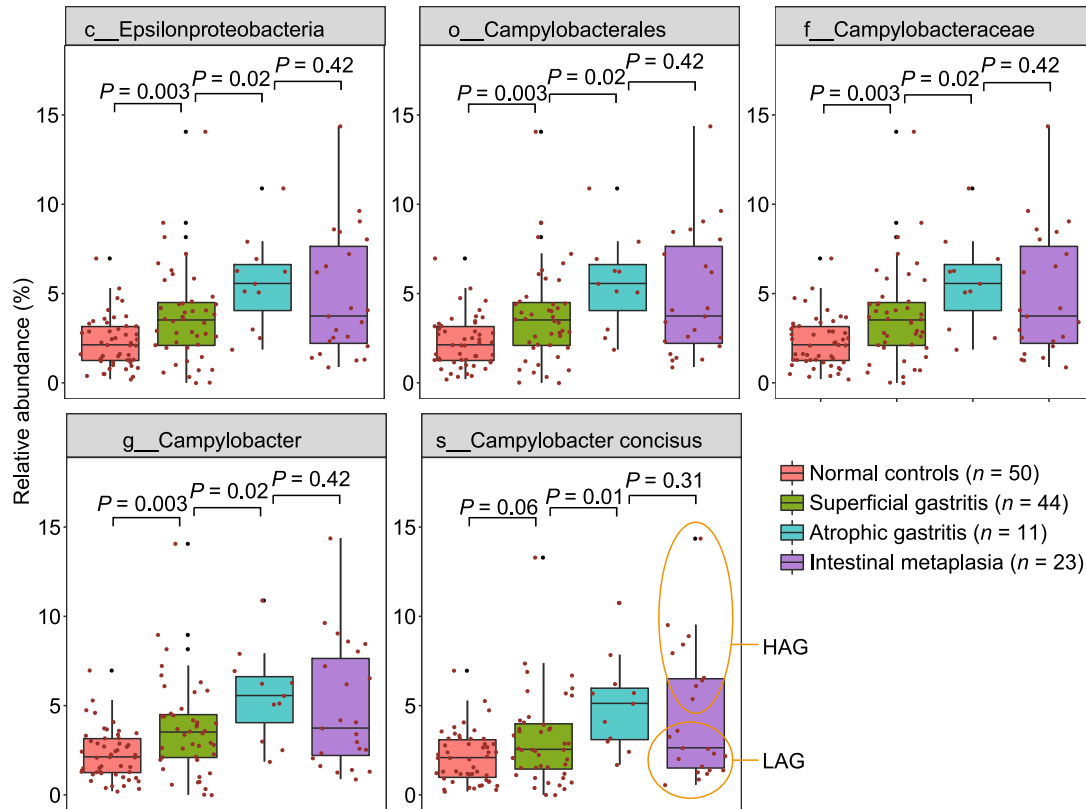 c__Epsilonproteobacteria
o__Campylobacterales
f__Campylobacteraceae
P = 0.003
P = 0.02
P = 0.42
P = 0.003
P = 0.02
P = 0.42
P = 0.003
P = 0.02
P = 0.42
15
10
5
0
15
10
5
0
15
10
5
0
Relative abundance (%)
g__Campylobacter
s__Campylobacter concisus
P = 0.003
P = 0.02
P = 0.42
P = 0.06
P = 0.01
P = 0.31
15
10
5
0
15
10
5
0
HAG
LAG
Normal controls (n = 50)
Superficial gastritis (n = 44)
Atrophic gastritis (n = 11)
Intestinal metaplasia (n = 23)